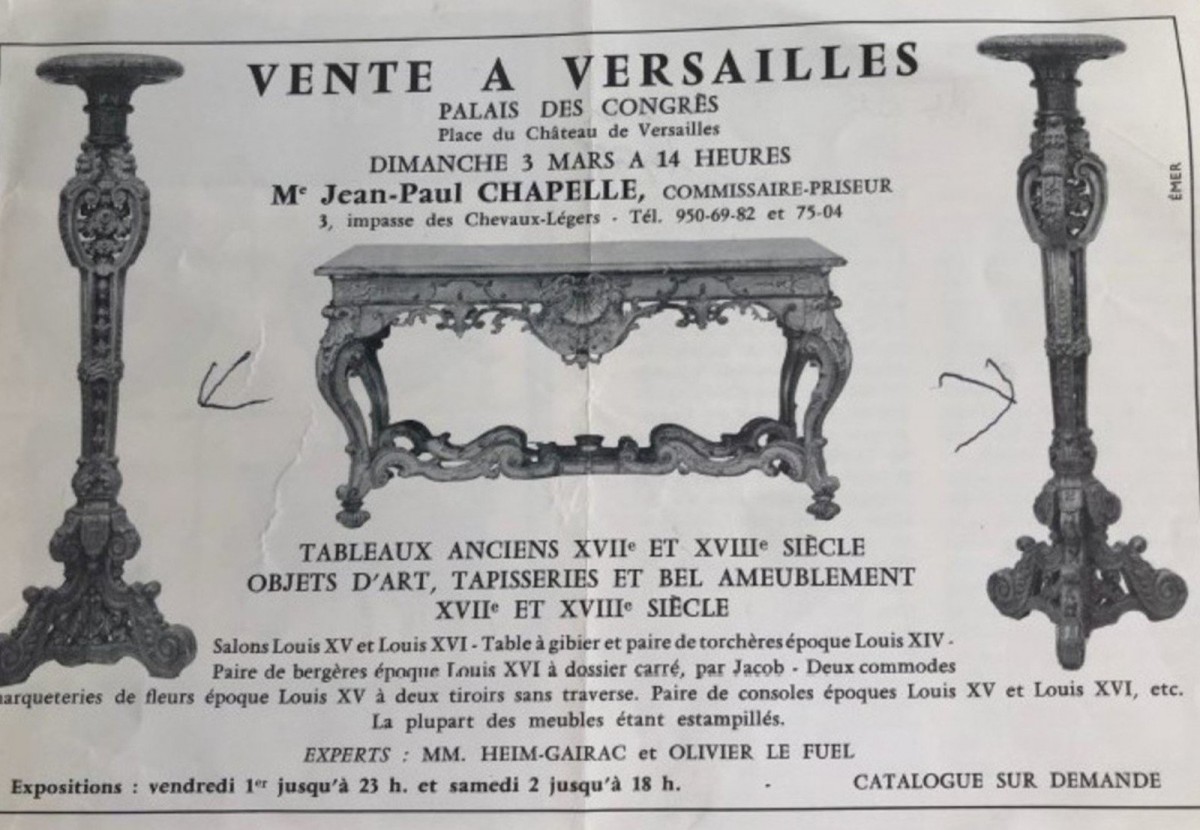 VENTE A VERSAILLES
PALAIS DES CONGRÈS
Place du Château de Versailles
DIMANCHE 3 MARS A 14 HEURES
Mᵉ Jean-Paul CHAPELLE, COMMISSAIRE-PRISEUR
3, impasse des Chevaux-Légers - Tél. 950-69-82 et 75-04
ÉMER
TABLEAUX ANCIENS XVIIᵉ ET XVIIIᵉ SIÈCLE
OBJETS D'ART, TAPISSERIES ET BEL AMEUBLEMENT
XVIIᵉ ET XVIIIᵉ SIÈCLE
Salons Louis XV et Louis XVI - Table à gibier et paire de torchères époque Louis XIV -
Paire de bergères époque Louis XVI à dossier carré, par Jacob - Deux commodes
arqueteries de fleurs époque Louis XV à deux tiroirs sans traverse. Paire de consoles époques Louis XV et Louis XVI, etc.
La plupart des meubles étant estampillés.
EXPERTS : MM. HEIM-GAIRAC et OLIVIER LE FUEL
Expositions : vendredi 1ᵉʳ jusqu'à 23 h. et samedi 2 jusqu'à 18 h. - CATALOGUE SUR DEMANDE